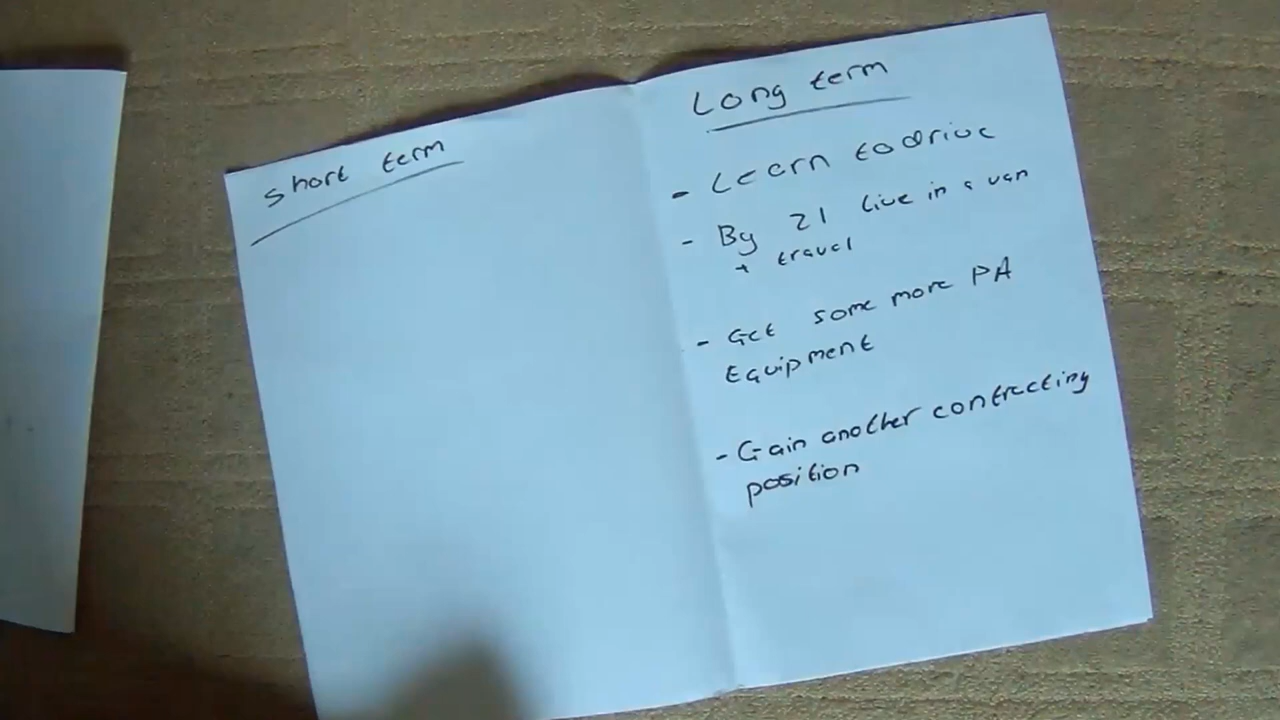 short term
Long term
- Learn to drive
- By 21 live in a van
+ travel
- Get some more PA
Equipment
- Gain another contracting
position